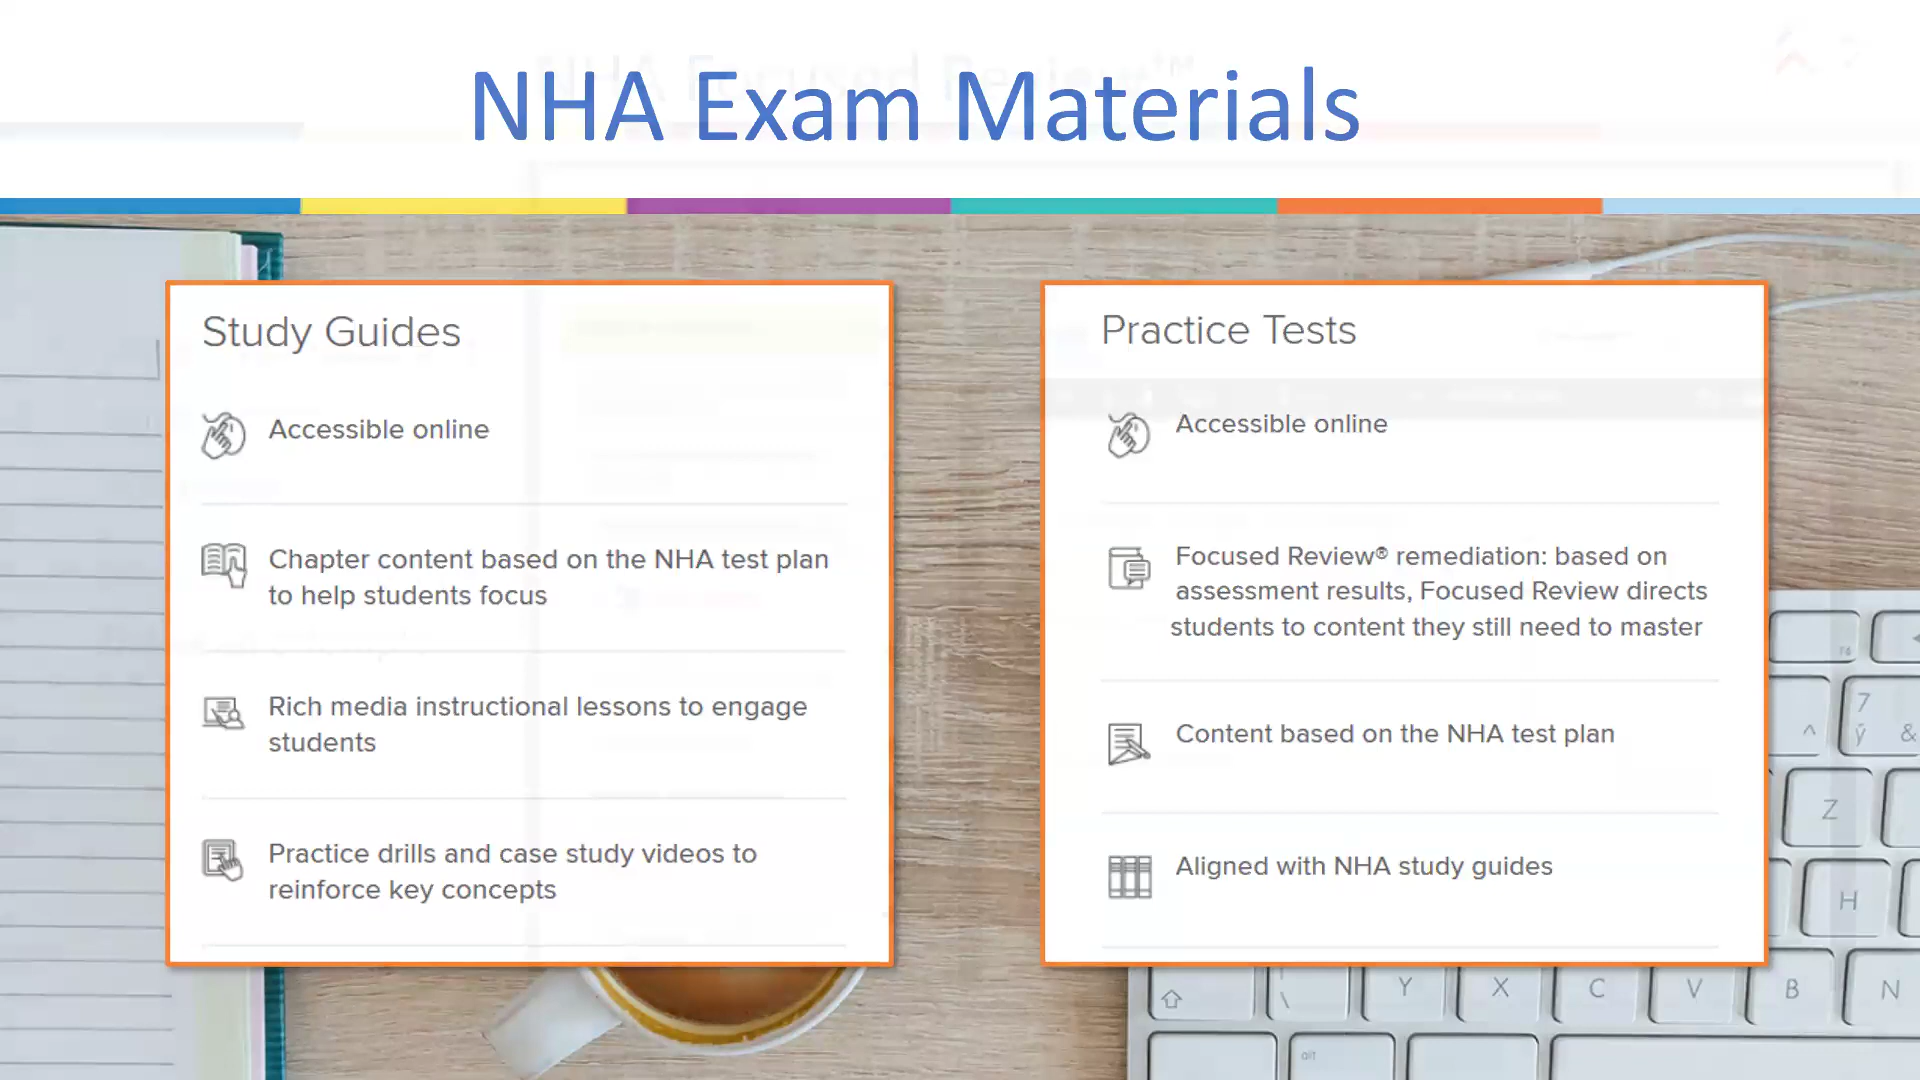 NHA Exam Materials
Study Guides
Accessible online
Chapter content based on the NHA test plan
to help students focus
Rich media instructional lessons to engage
students
Practice drills and case study videos to
reinforce key concepts
Practice Tests
Accessible online
Focused Review® remediation: based on
assessment results, Focused Review directs
students to content they still need to master
Content based on the NHA test plan
Aligned with NHA study guides
7
^ ý &
Z
H
\ Y X C V B N
alt